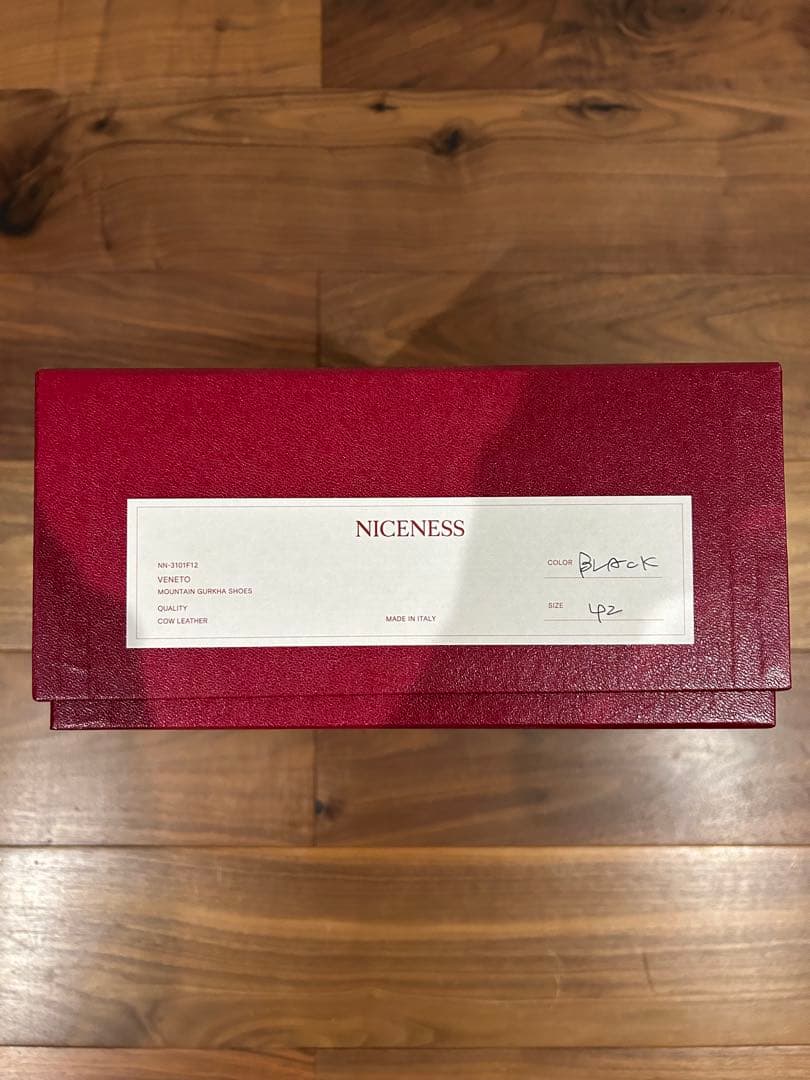 NICENESS
NN-3101F12
VENETO
MOUNTAIN GURKHA SHOES
QUALITY
COW LEATHER
MADE IN ITALY
COLOR BLACK
SIZE 42